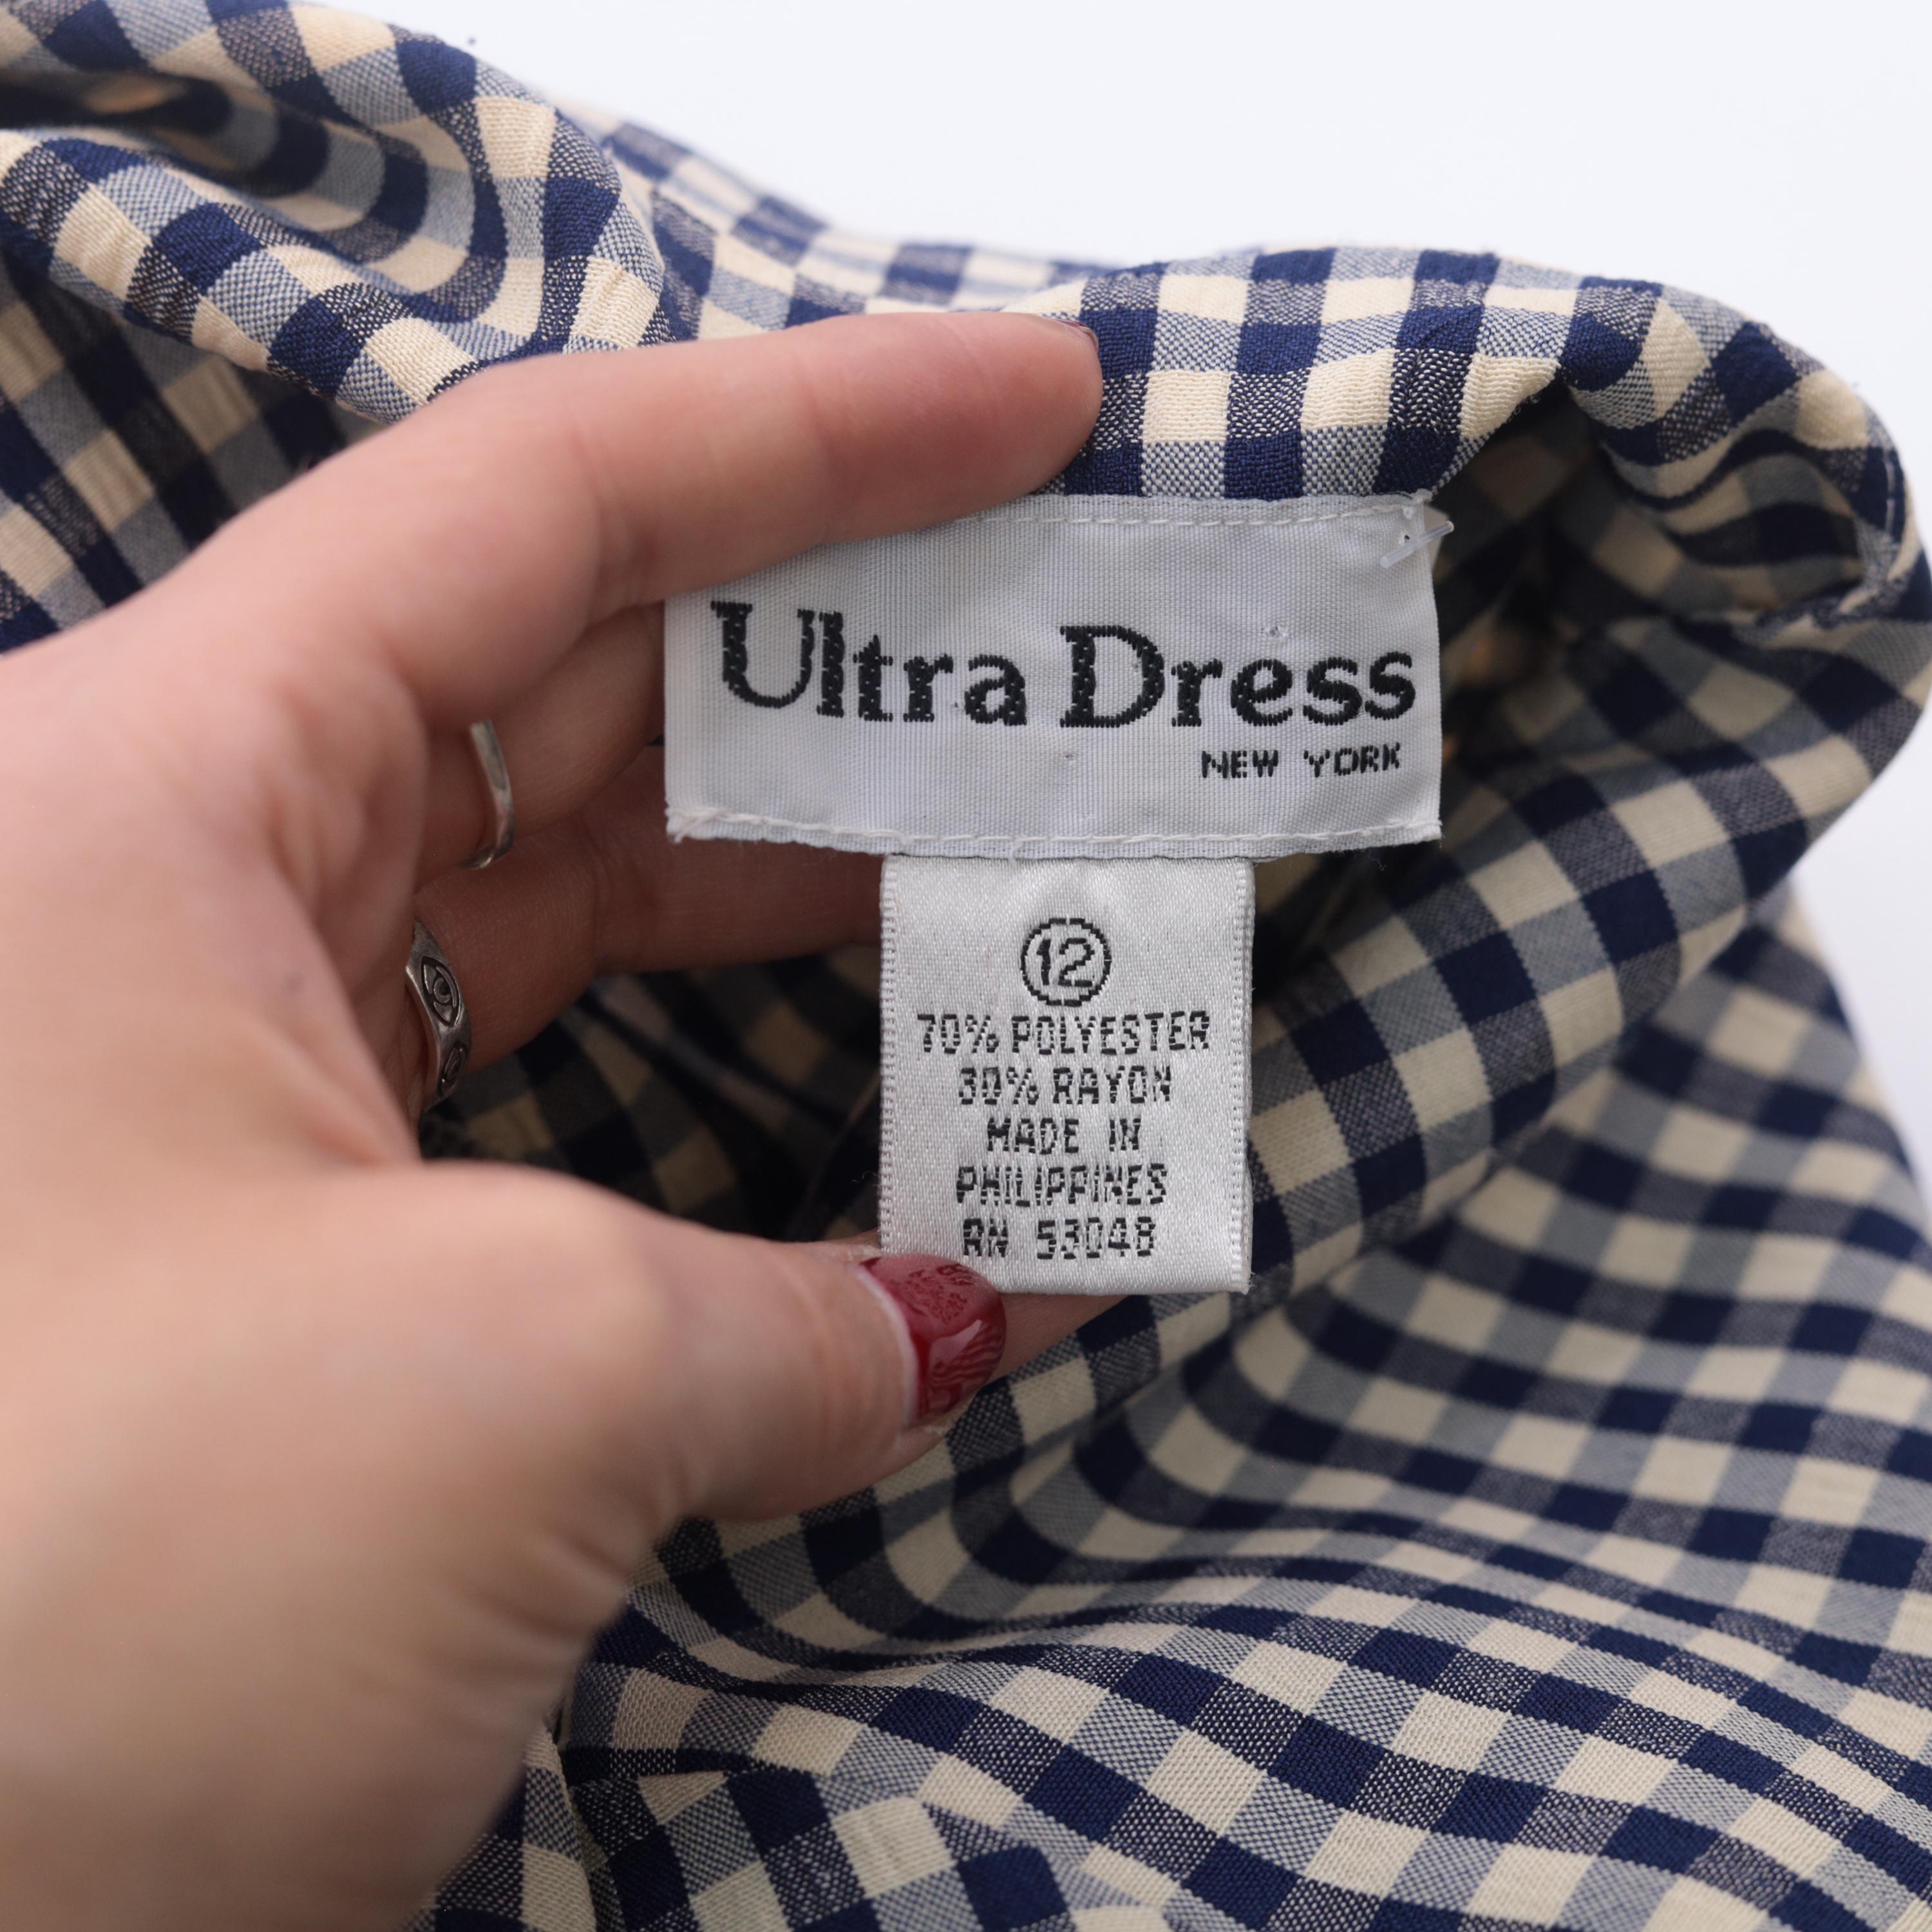 Ultra Dress
NEW YORK
12
70% POLYESTER
30% RAYON
MADE IN
PHILIPPINES
RN 53048